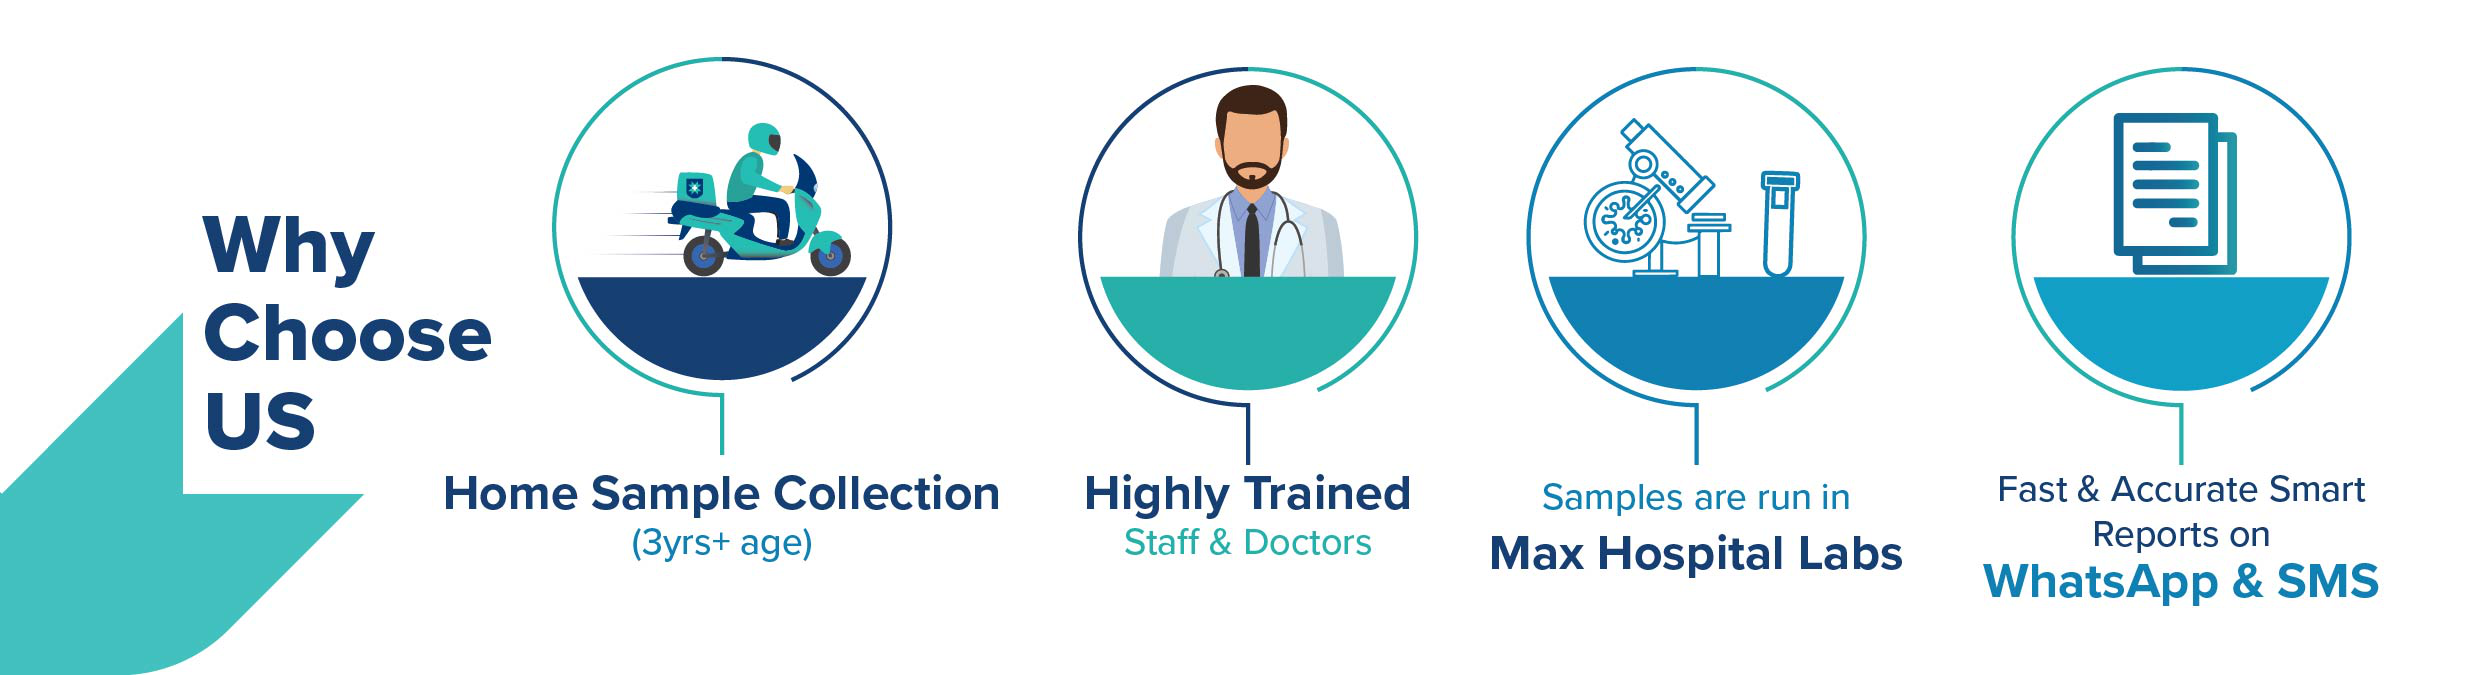 Why
Choose
US
Home Sample Collection
(3yrs+ age)
Highly Trained
Staff & Doctors
Samples are run in
Max Hospital Labs
Fast & Accurate Smart
Reports on
WhatsApp & SMS